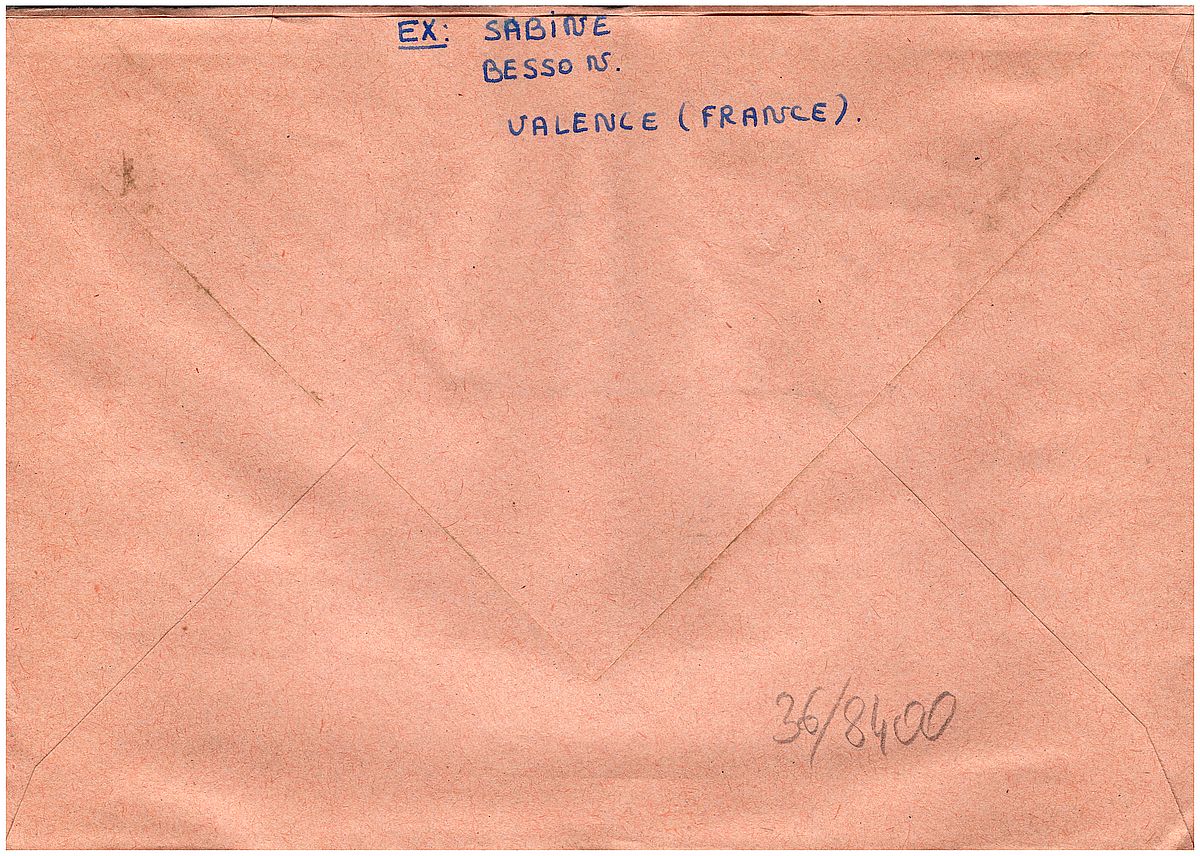 EX: SABINE
BESSON.
VALENCE (FRANCE).
36/8400